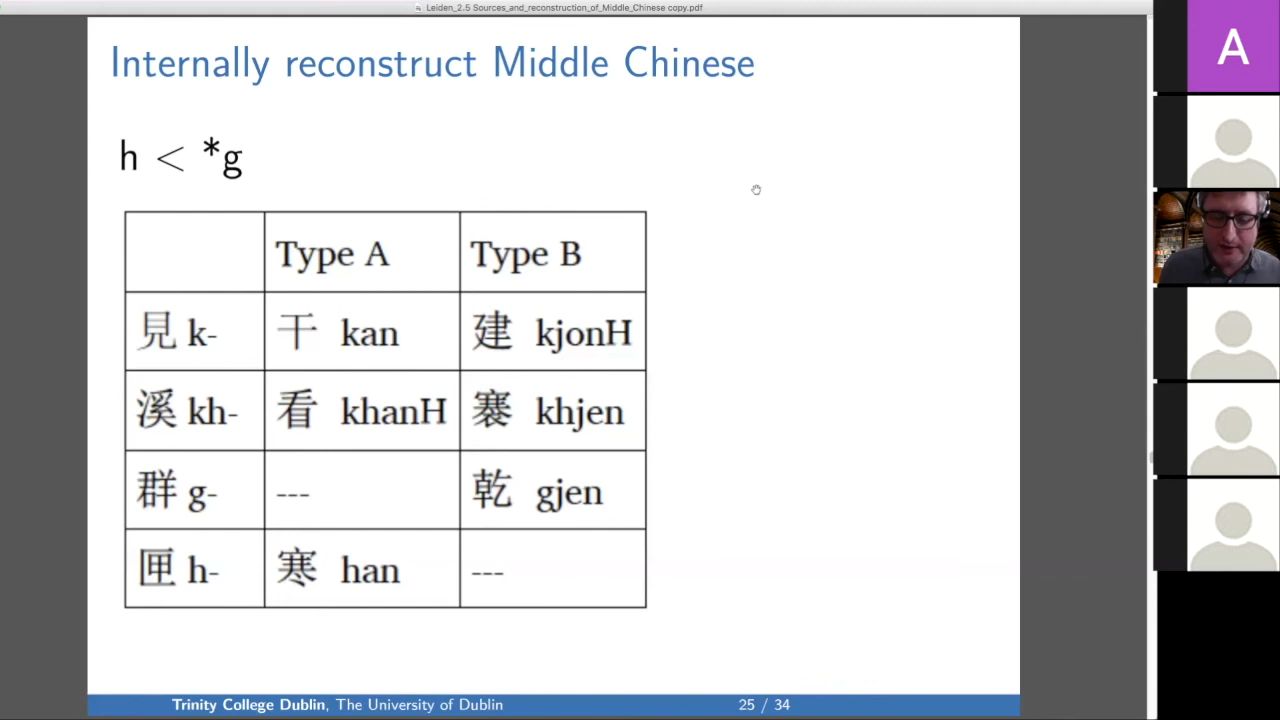 Leiden_2.5 Sources_and_reconstruction_of_Middle_Chinese copy.pdf
Internally reconstruct Middle Chinese
h < *g
Type A Type B
見 k- 干 kan 建 kjonH
溪 kh- 看 khanH 褰 khjen
群 g- --- 乾 gjen
匣 h- 寒 han ---
Trinity College Dublin, The University of Dublin 25 / 34
A